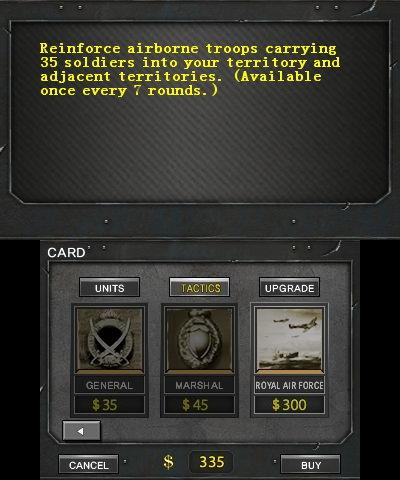 Reinforce airborne troops carrying
35 soldiers into your territory and
adjacent territories. (Available
once every 7 rounds.)
CARD
UNITS TACTICS UPGRADE
GENERAL MARSHAL ROYAL AIR FORCE
$35 $45 $300
CANCEL $ 335 BUY